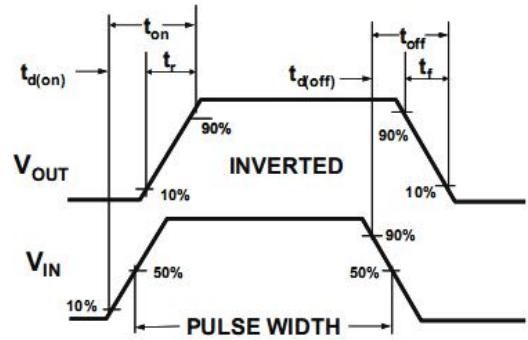 t_on
t_off
t_d(on)
t_r
t_d(off)
t_f
90%
90%
V_OUT
INVERTED
10%
10%
V_IN
90%
50%
50%
10%
PULSE WIDTH